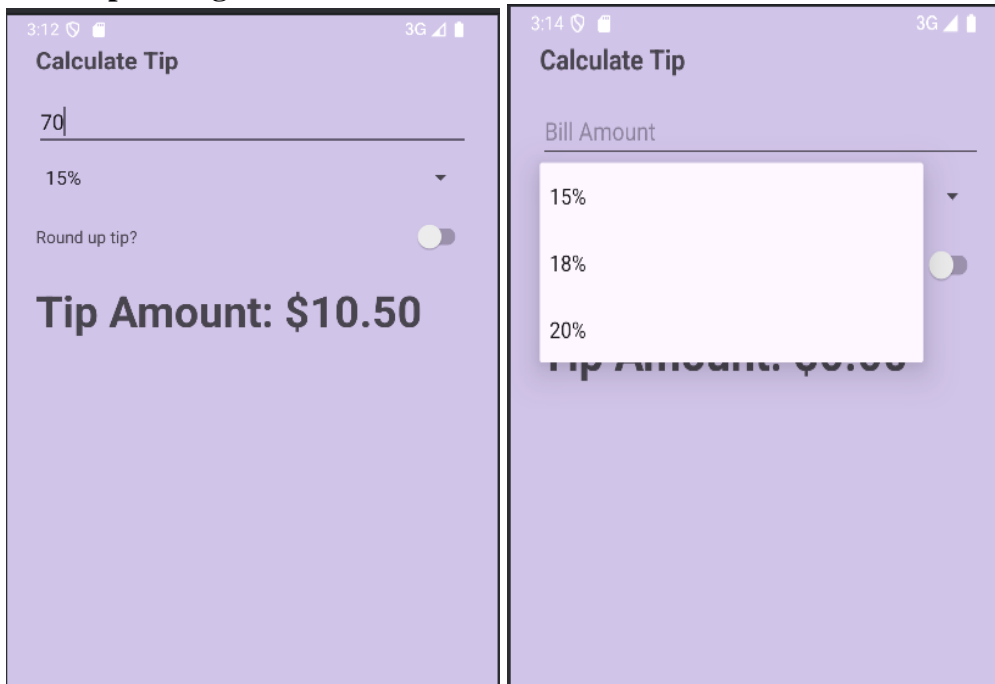 3:12
3G
Calculate Tip
70
15%
Round up tip?
Tip Amount: $10.50
3:14
3G
Calculate Tip
Bill Amount
15%
18%
20%